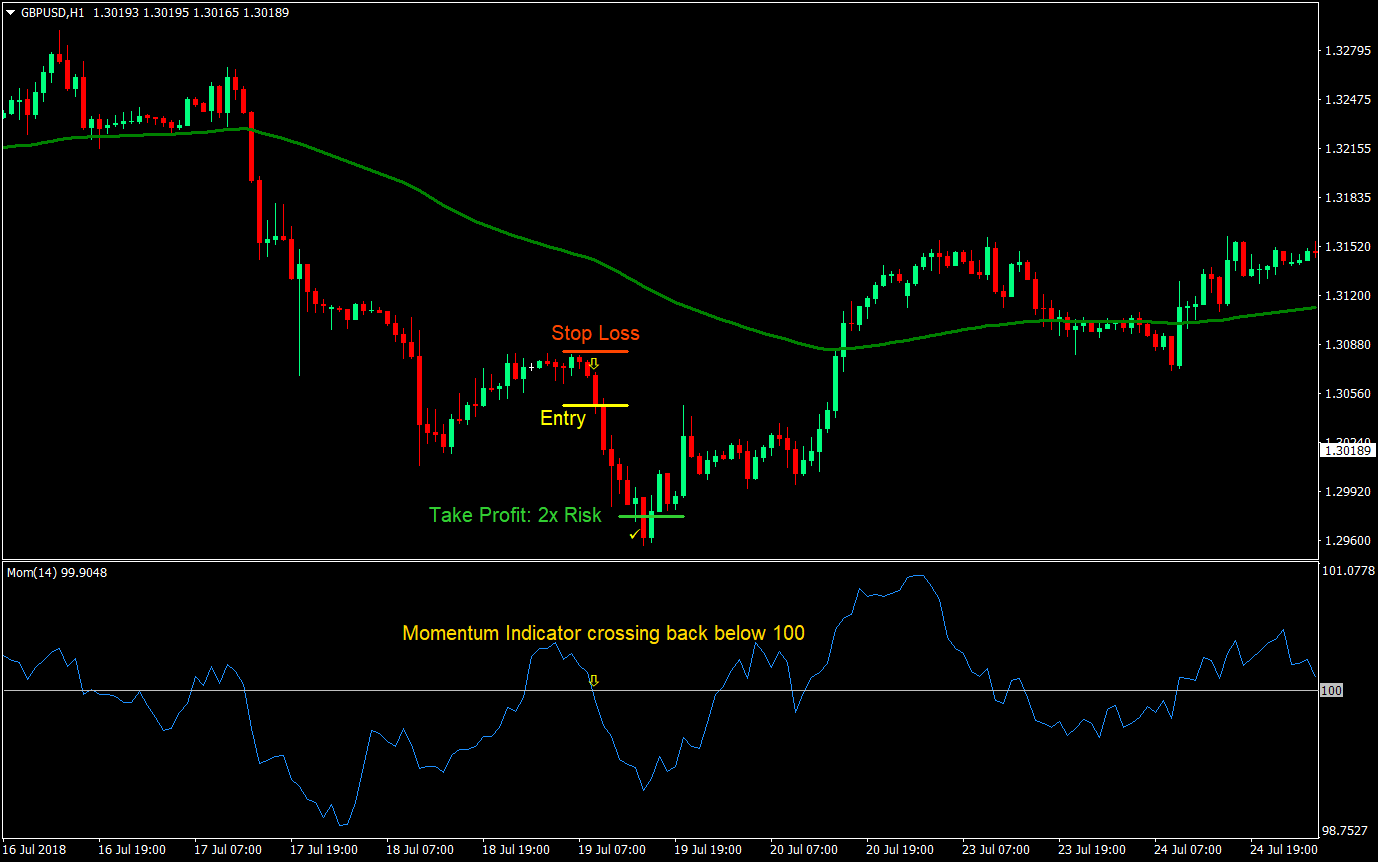 GBPUSD,H1 1.30193 1.30195 1.30165 1.30189
1.32795
1.32475
1.32155
1.31835
1.31520
1.31200
1.30880
1.30560
1.30240
1.30189
1.29920
1.29600
Stop Loss
Entry
Take Profit: 2x Risk
Mom(14) 99.9048
101.0778
Momentum Indicator crossing back below 100
100
98.7527
16 Jul 2018 16 Jul 19:00 17 Jul 07:00 17 Jul 19:00 18 Jul 07:00 18 Jul 19:00 19 Jul 07:00 19 Jul 19:00 20 Jul 07:00 20 Jul 19:00 23 Jul 07:00 23 Jul 19:00 24 Jul 07:00 24 Jul 19:00